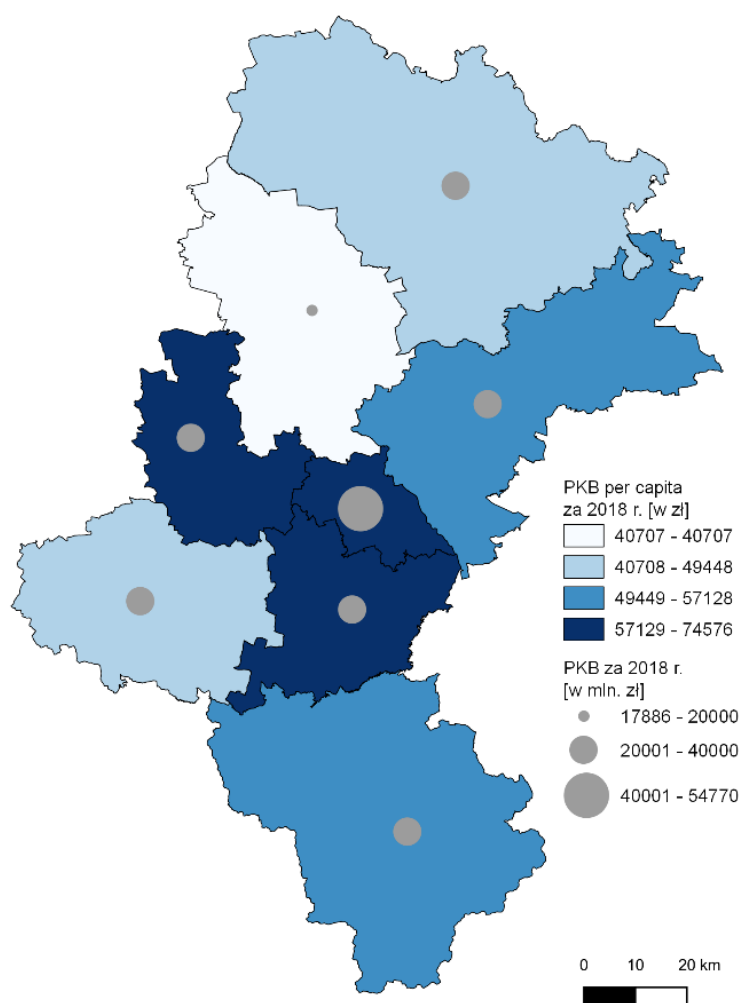 PKB per capita
za 2018 r. [w zł]
40707 - 40707
40708 - 49448
49449 - 57128
57129 - 74576
PKB za 2018 r.
[w mln. zł]
17886 - 20000
20001 - 40000
40001 - 54770
0 10 20 km